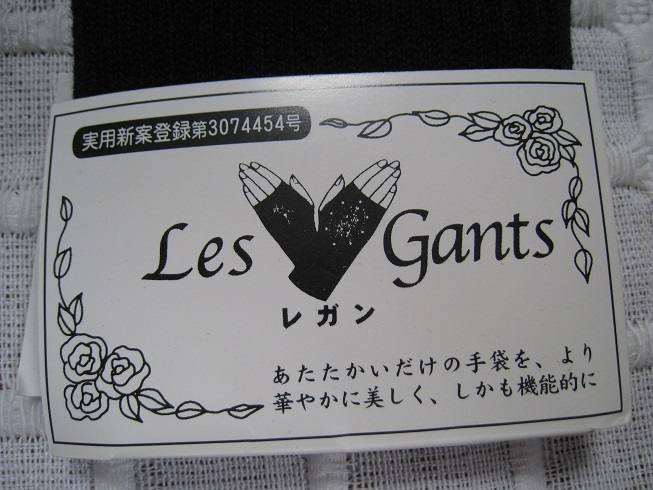 実用新案登録第3074454号
Les Gants
レガン
あたたかいだけの手袋を、より
華やかに美しく、しかも機能的に